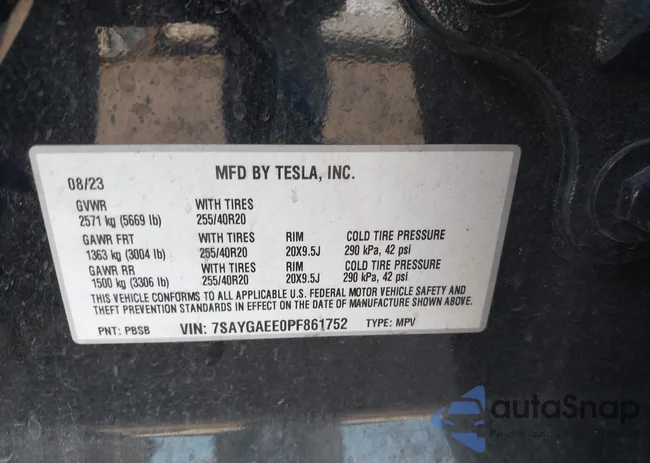 MFD BY TESLA, INC.
08/23
GVWR WITH TIRES
2571 kg (5669 lb) 255/40R20
GAWR FRT WITH TIRES RIM COLD TIRE PRESSURE
1363 kg (3004 lb) 255/40R20 20X9.5J 290 kPa, 42 psi
GAWR RR WITH TIRES RIM COLD TIRE PRESSURE
1500 kg (3306 lb) 255/40R20 20X9.5J 290 kPa, 42 psi
THIS VEHICLE CONFORMS TO ALL APPLICABLE U.S. FEDERAL MOTOR VEHICLE SAFETY AND
THEFT PREVENTION STANDARDS IN EFFECT ON THE DATE OF MANUFACTURE SHOWN ABOVE.
PNT: PBSB VIN: 7SAYGAEE0PF861752 TYPE: MPV
autoSnap